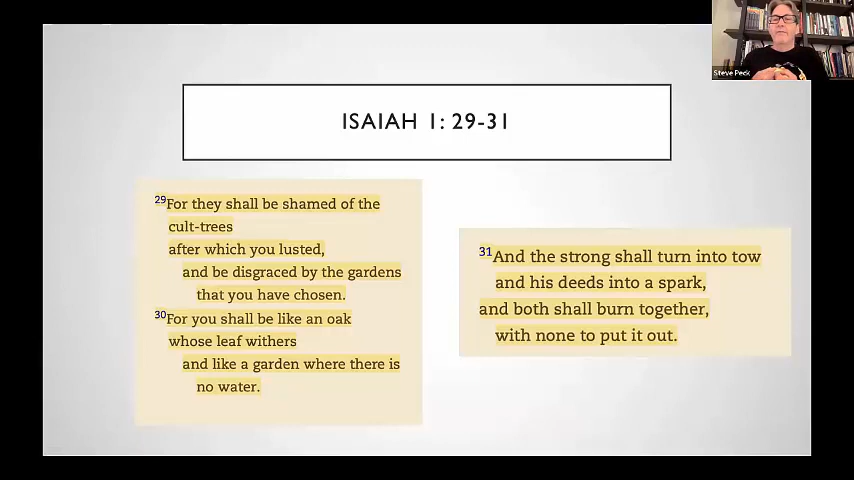 Steve Peck
ISAIAH 1: 29-31
29For they shall be shamed of the
cult-trees
after which you lusted,
and be disgraced by the gardens
that you have chosen.
30For you shall be like an oak
whose leaf withers
and like a garden where there is
no water.
31And the strong shall turn into tow
and his deeds into a spark,
and both shall burn together,
with none to put it out.